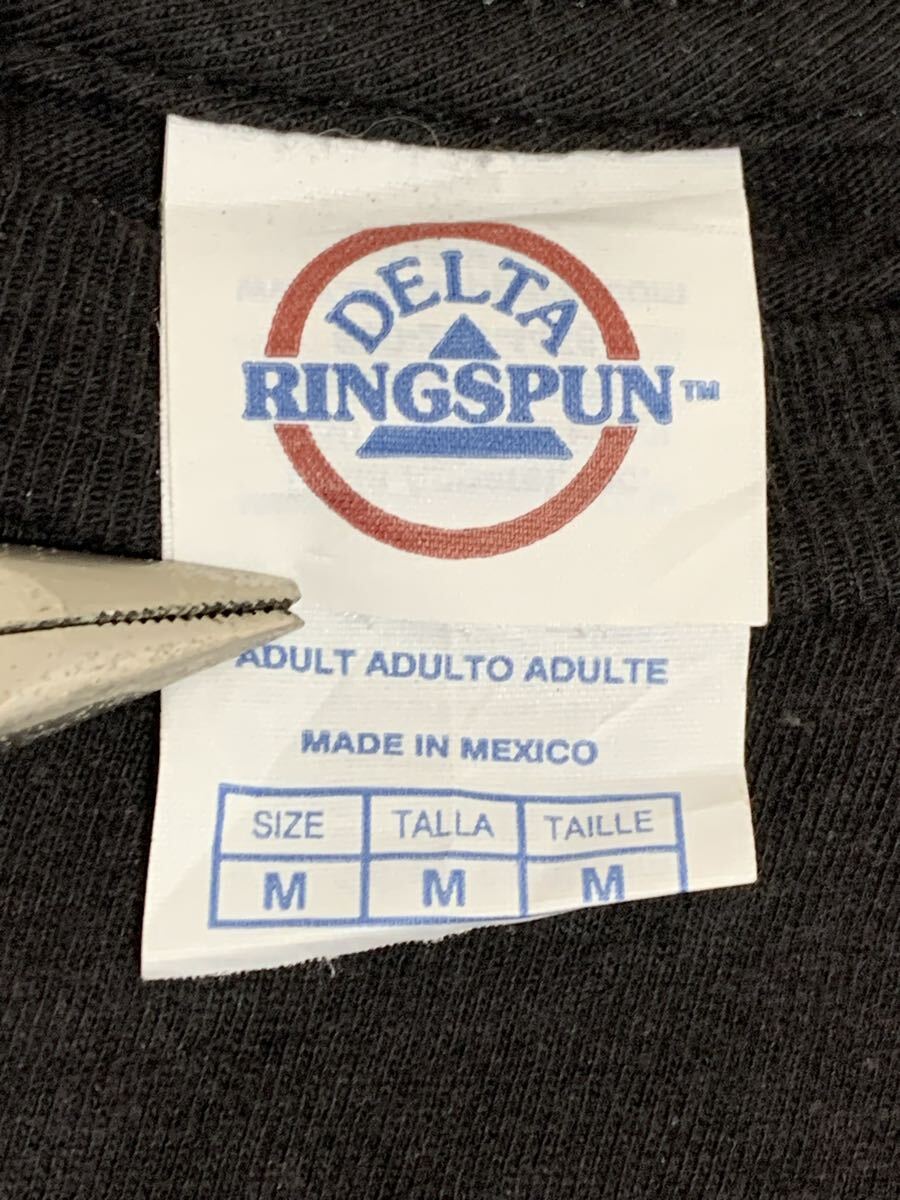 DELTA
RINGSPUN™
ADULT ADULTO ADULTE
MADE IN MEXICO
SIZE TALLA TAILLE
M M M